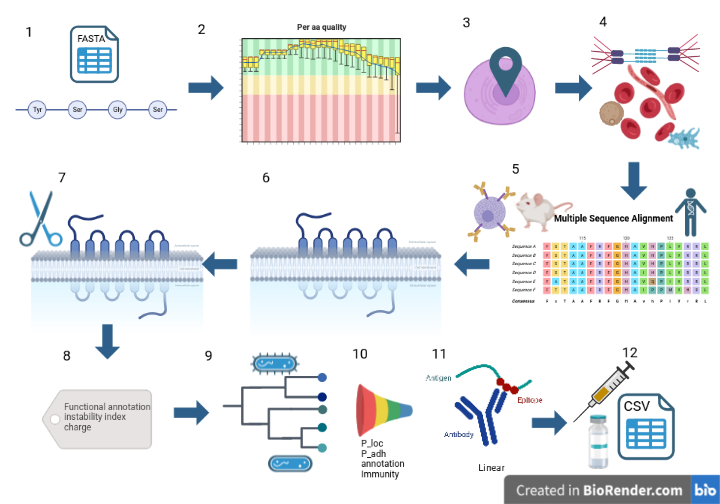 1
FASTA
Tyr
Ser
Gly
Ser
2
Per aa quality
3
4
5
Multiple Sequence Alignment
Sequence A
Sequence B
Sequence C
Sequence D
Sequence E
Sequence F
Consensus
6
7
8
Functional annotation
instability index
charge
9
10
P_loc
P_adh
annotation
Immunity
11
Antigen
Epitope
Antibody
Linear
12
CSV
Created in BioRender.com
bio